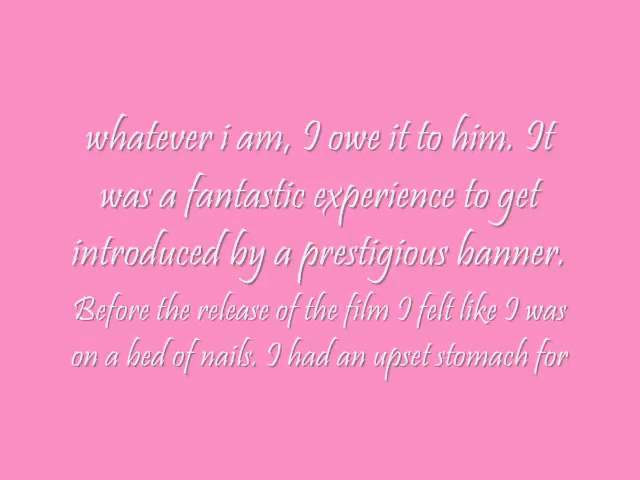 whatever i am, I owe it to him. It
was a fantastic experience to get
introduced by a prestigious banner.
Before the release of the film I felt like I was
on a bed of nails. I had an upset stomach for